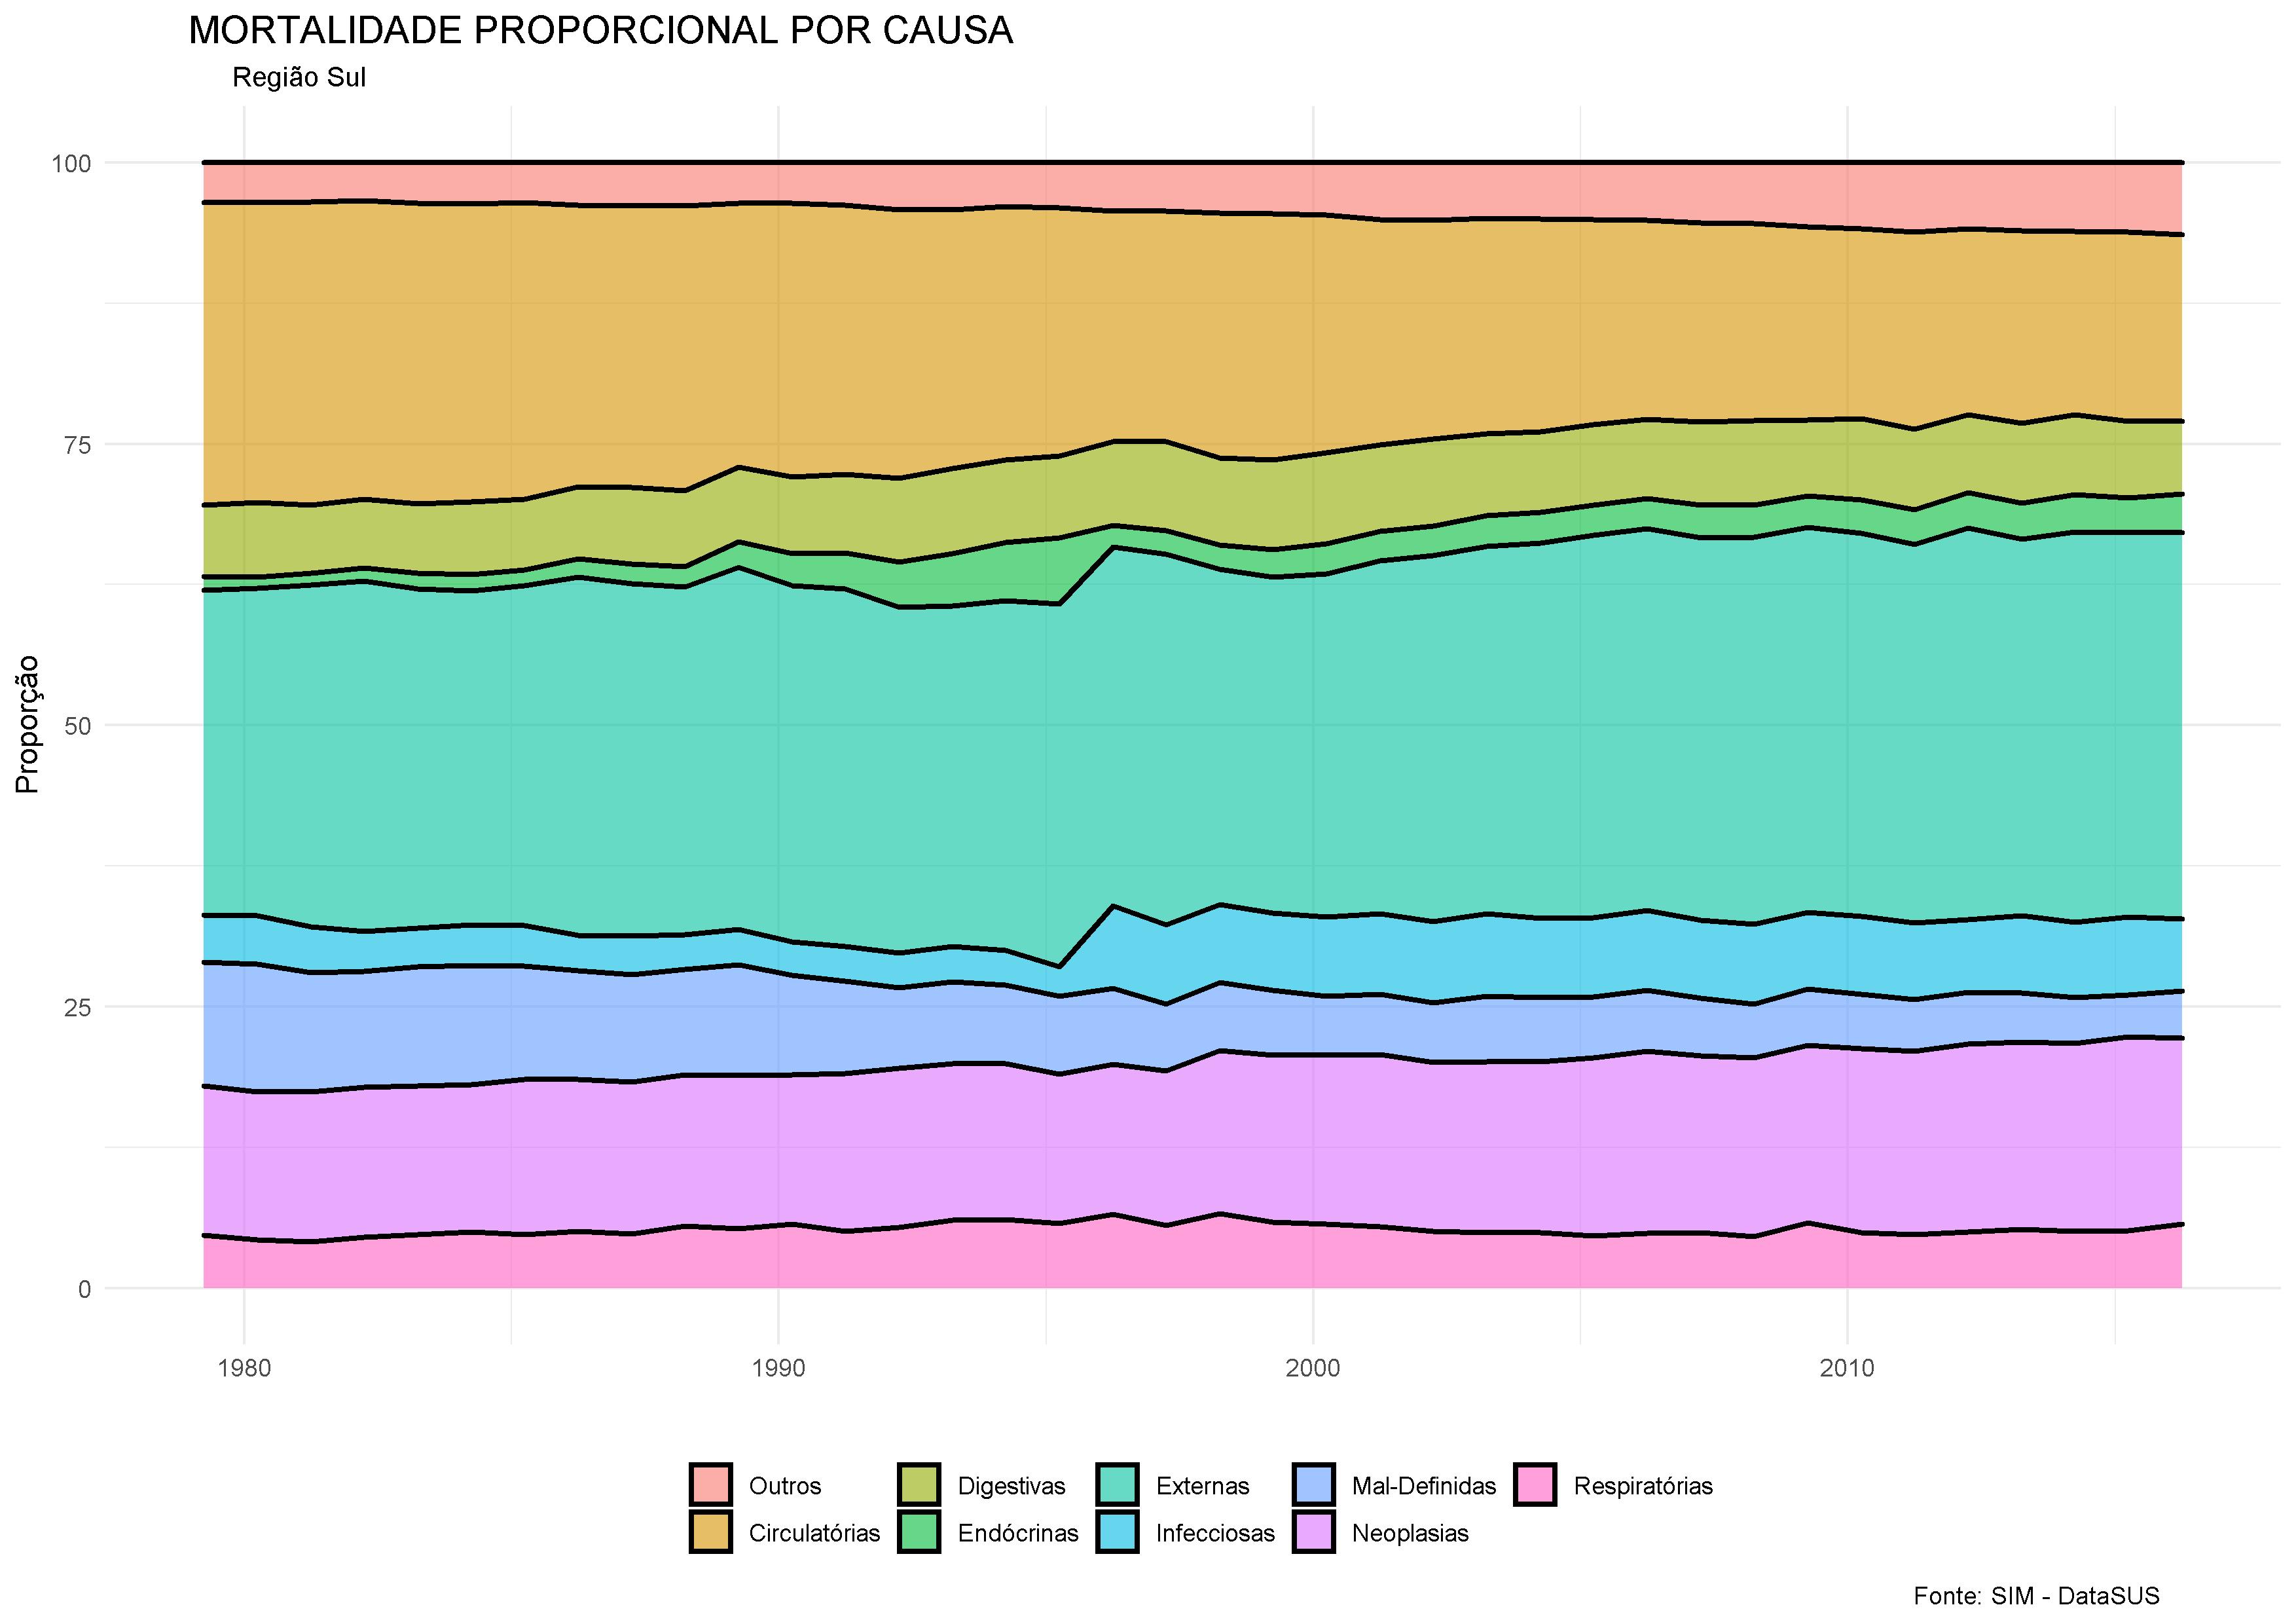 MORTALIDADE PROPORCIONAL POR CAUSA
Região Sul
100
75
50
25
0
Proporção
1980 1990 2000 2010
Outros Digestivas Externas Mal-Definidas Respiratórias
Circulatórias Endócrinas Infecciosas Neoplasias
Fonte: SIM - DataSUS